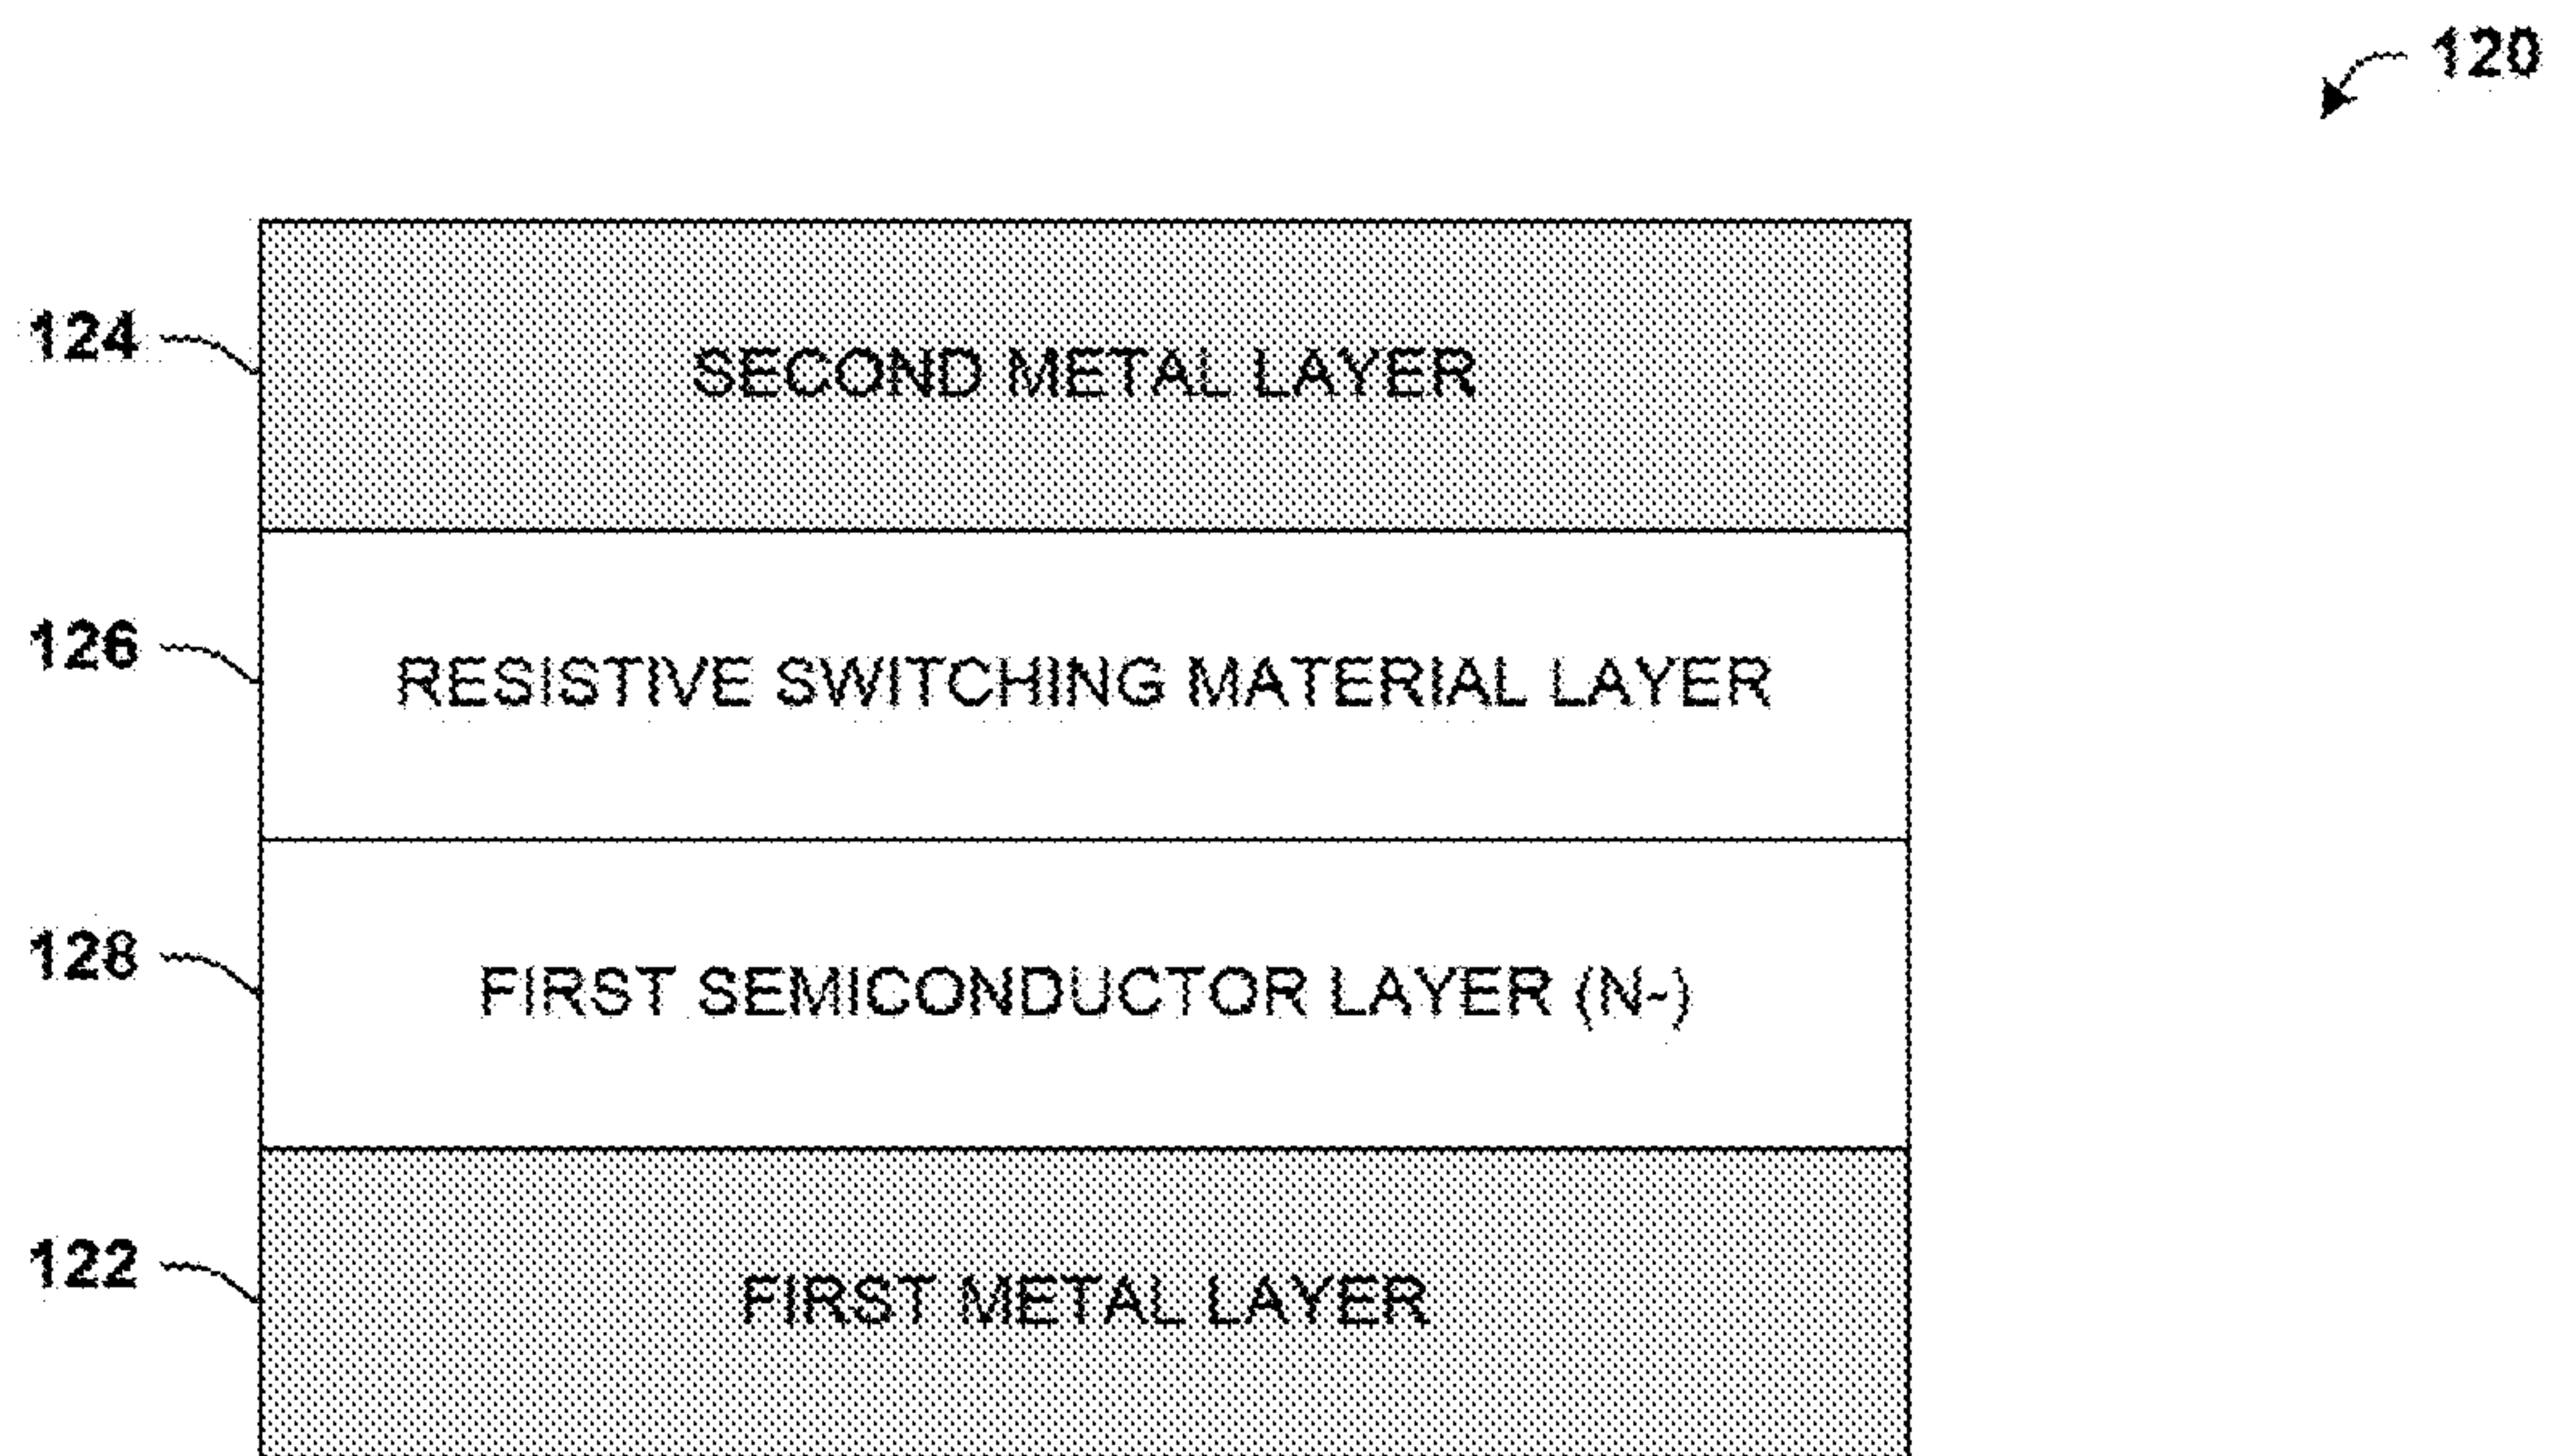 120
124
SECOND METAL LAYER
126
RESISTIVE SWITCHING MATERIAL LAYER
128
FIRST SEMICONDUCTOR LAYER (N-)
122
FIRST METAL LAYER